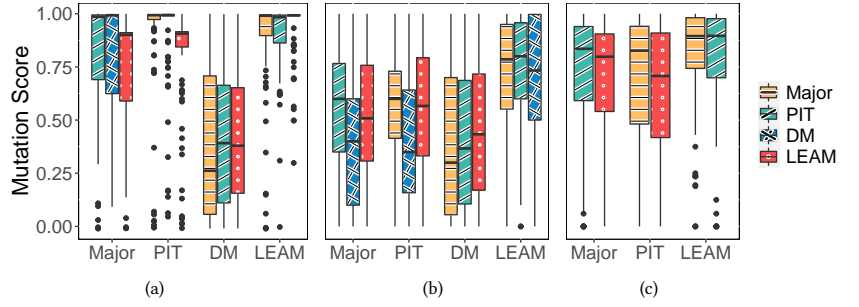 Mutation Score
1.00
0.75
0.50
0.25
0.00
Major PIT DM LEAM
Major PIT DM LEAM
Major PIT LEAM
(a) (b) (c)
Major
PIT
DM
LEAM